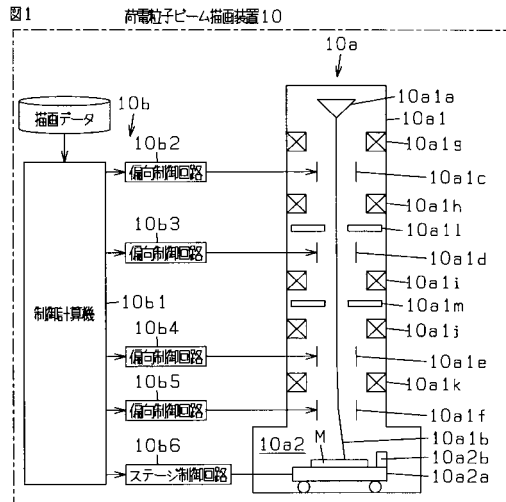 図1
荷電粒子ビーム描画装置10
10a
10a1a
10a1
10b
描画データ
10b2
10a1g
偏向制御回路
10a1c
10a1h
10a1l
10b3
偏向制御回路
10a1d
10b1
10a1i
制御計算機
10a1m
10b4
10a1j
偏向制御回路
10a1e
10b5
10a1k
偏向制御回路
10a1f
10b6
10a2
M
10a1b
10a2b
ステージ制御回路
10a2a